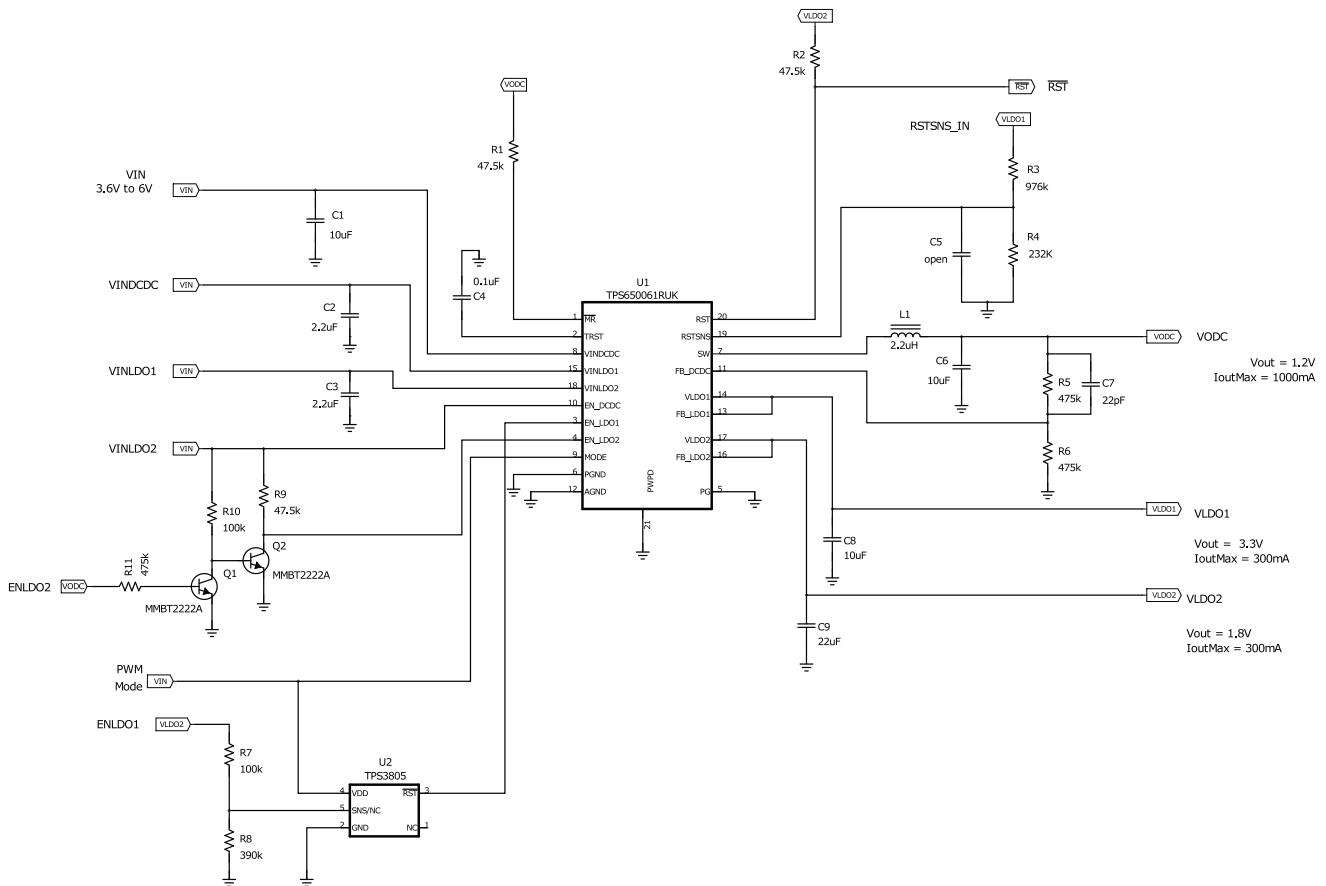 VLDO2
R2
47.5k
RST
RST
VODC
R1
47.5k
RSTSNS_IN
VLDO1
R3
976k
VIN
3.6V to 6V
VIN
C1
10uF
C5
open
R4
232K
VINDCDC
VIN
C2
2.2uF
0.1uF
C4
U1
TPS650061RUK
1 MR
2 TRST
8 VINDCDC
15 VINLDO1
18 VINLDO2
10 EN_DCDC
3 EN_LDO1
4 EN_LDO2
9 MODE
6 PGND
12 AGND
RST 20
RSTSNS 19
SW 7
FB_DCDC 11
VLDO1 14
FB_LDO1 13
VLDO2 17
FB_LDO2 16
PG 5
PWPD
21
L1
2.2uH
C6
10uF
VODC
VODC
Vout = 1.2V
IoutMax = 1000mA
R5
475k
C7
22pF
R6
475k
VINLDO1
VIN
C3
2.2uF
VINLDO2
VIN
R9
47.5k
R10
100k
Q2
MMBT2222A
Q1
MMBT2222A
R11
475k
ENLDO2
VODC
C8
10uF
VLDO1
VLDO1
Vout = 3.3V
IoutMax = 300mA
C9
22uF
VLDO2
VLDO2
Vout = 1.8V
IoutMax = 300mA
PWM
Mode
VIN
ENLDO1
VLDO2
R7
100k
R8
390k
U2
TPS3805
4 VDD
5 SNS/NC
2 GND
RST 3
NC 1